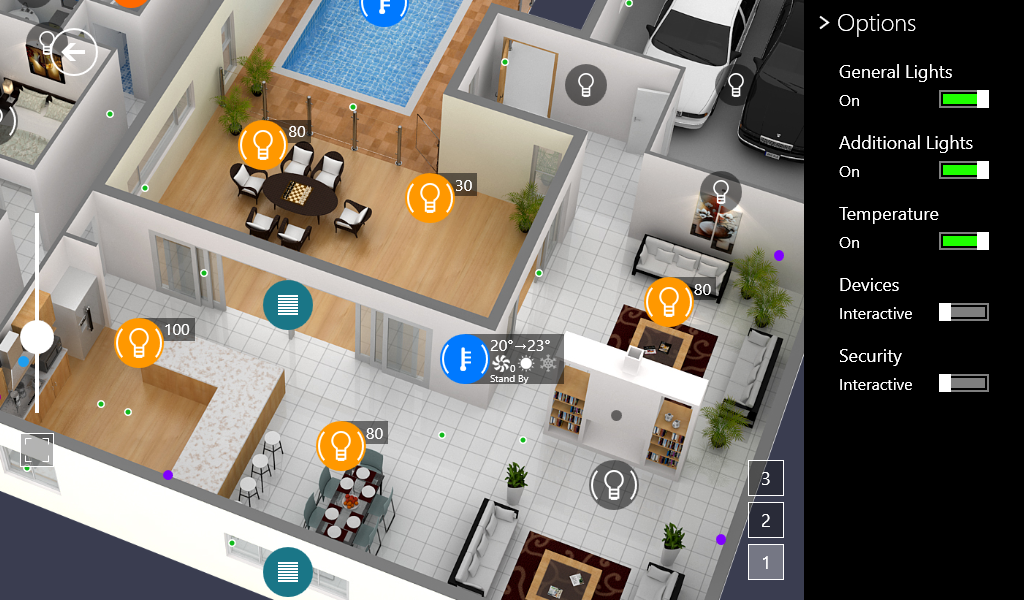 Options
General Lights
On
Additional Lights
On
Temperature
On
Devices
Interactive
Security
Interactive
80
30
80
100
20°→23°
0
Stand By
80
3
2
1